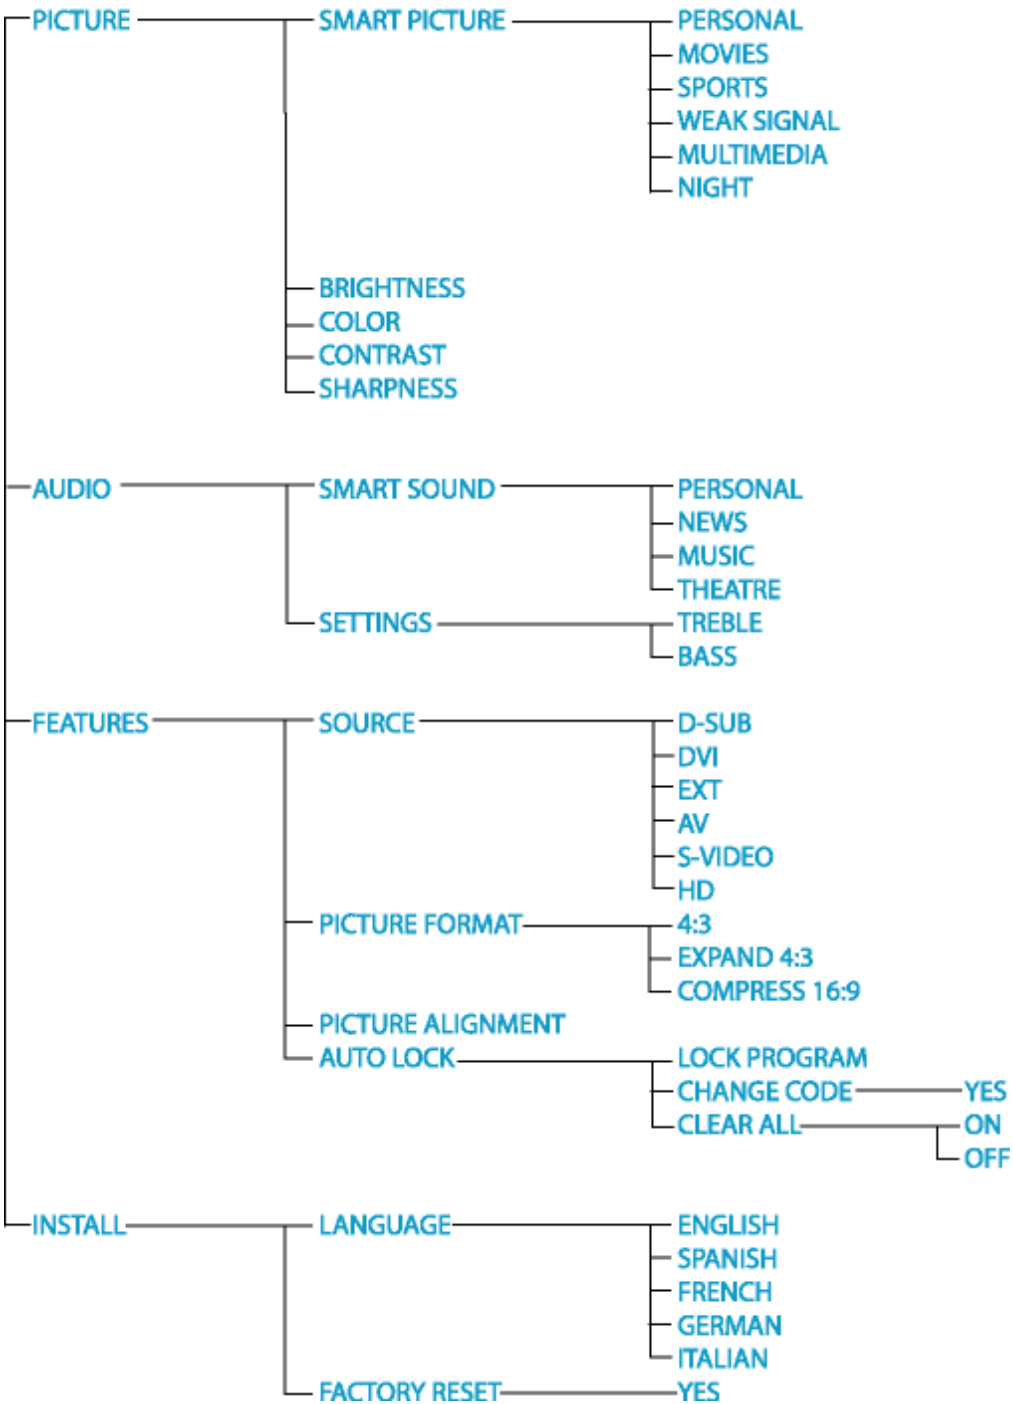 PICTURE SMART PICTURE PERSONAL
MOVIES
SPORTS
WEAK SIGNAL
MULTIMEDIA
NIGHT
BRIGHTNESS
COLOR
CONTRAST
SHARPNESS
AUDIO SMART SOUND PERSONAL
NEWS
MUSIC
THEATRE
SETTINGS TREBLE
BASS
FEATURES SOURCE D-SUB
DVI
EXT
AV
S-VIDEO
HD
PICTURE FORMAT 4:3
EXPAND 4:3
COMPRESS 16:9
PICTURE ALIGNMENT
AUTO LOCK LOCK PROGRAM
CHANGE CODE YES
CLEAR ALL ON
OFF
INSTALL LANGUAGE ENGLISH
SPANISH
FRENCH
GERMAN
ITALIAN
FACTORY RESET YES